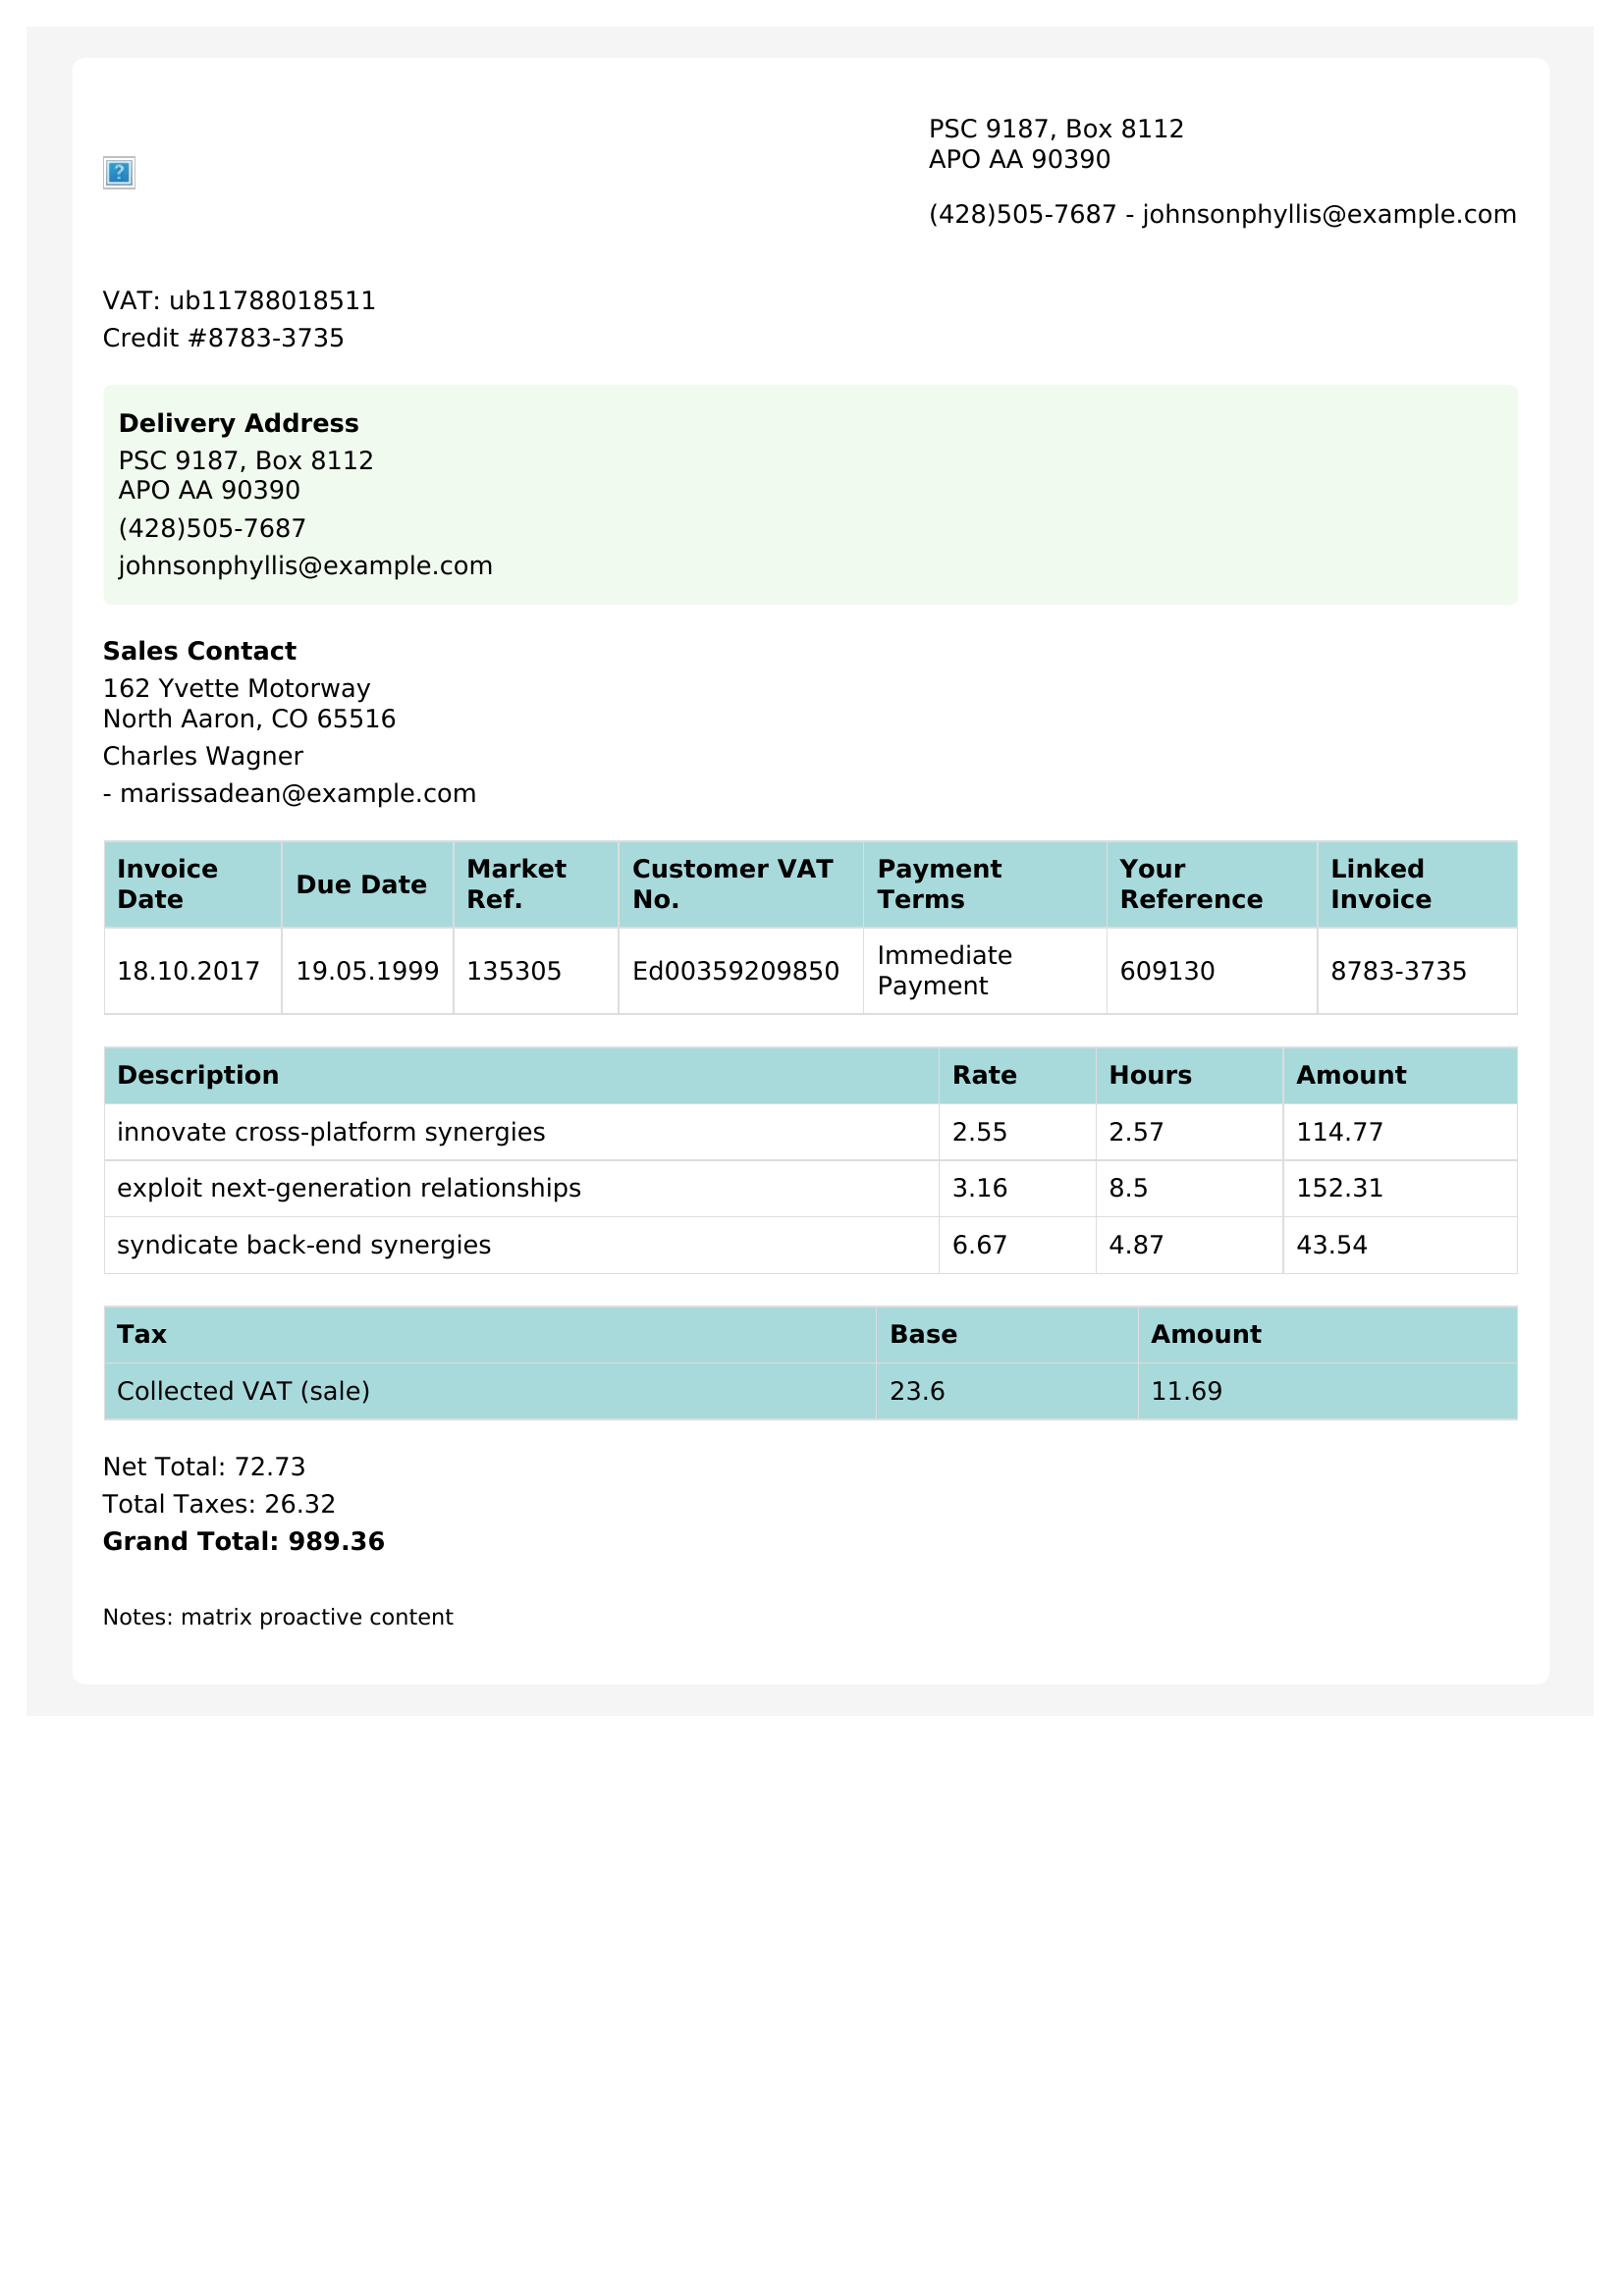 PSC 9187, Box 8112
APO AA 90390
(428)505-7687 - johnsonphyllis@example.com
VAT: ub11788018511
Credit #8783-3735
Delivery Address
PSC 9187, Box 8112
APO AA 90390
(428)505-7687
johnsonphyllis@example.com
Sales Contact
162 Yvette Motorway
North Aaron, CO 65516
Charles Wagner
- marissadean@example.com
Invoice Date Due Date Market Ref. Customer VAT No. Payment Terms Your Reference Linked Invoice
18.10.2017 19.05.1999 135305 Ed00359209850 Immediate Payment 609130 8783-3735
Description Rate Hours Amount
innovate cross-platform synergies 2.55 2.57 114.77
exploit next-generation relationships 3.16 8.5 152.31
syndicate back-end synergies 6.67 4.87 43.54
Tax Base Amount
Collected VAT (sale) 23.6 11.69
Net Total: 72.73
Total Taxes: 26.32
Grand Total: 989.36
Notes: matrix proactive content